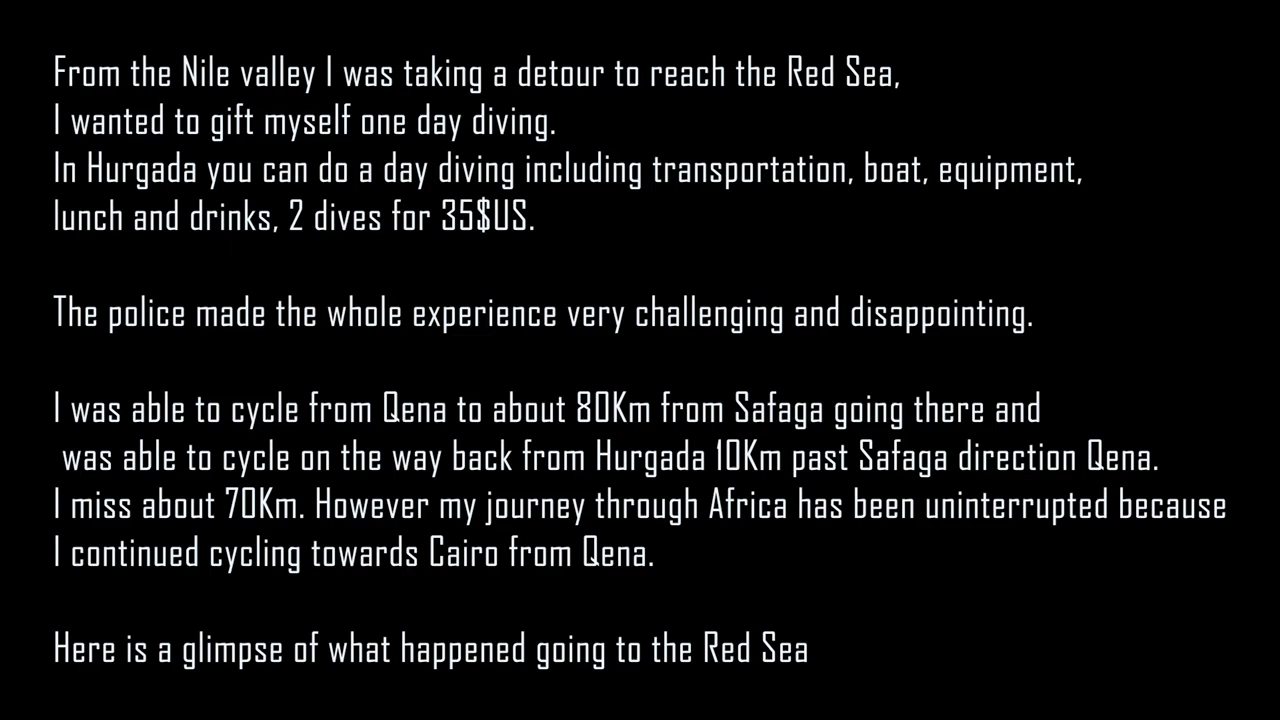 From the Nile valley I was taking a detour to reach the Red Sea,
I wanted to gift myself one day diving.
In Hurgada you can do a day diving including transportation, boat, equipment,
lunch and drinks, 2 dives for 35$US.
The police made the whole experience very challenging and disappointing.
I was able to cycle from Qena to about 80Km from Safaga going there and
was able to cycle on the way back from Hurgada 10Km past Safaga direction Qena.
I miss about 70Km. However my journey through Africa has been uninterrupted because
I continued cycling towards Cairo from Qena.
Here is a glimpse of what happened going to the Red Sea